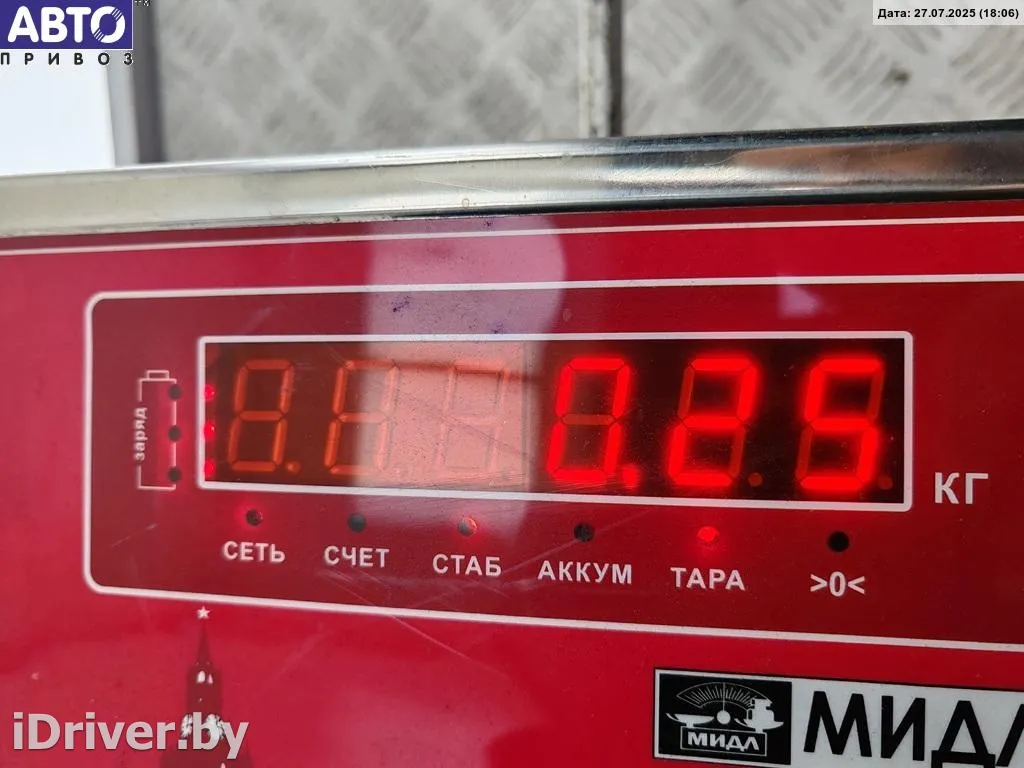 АВТО
ПРИВОЗ
Дата: 27.07.2025 (18:06)
заряд
0.25
КГ
СЕТЬ СЧЕТ СТАБ АККУМ ТАРА >0<
МИДЛ
МИДЛ
iDriver.by